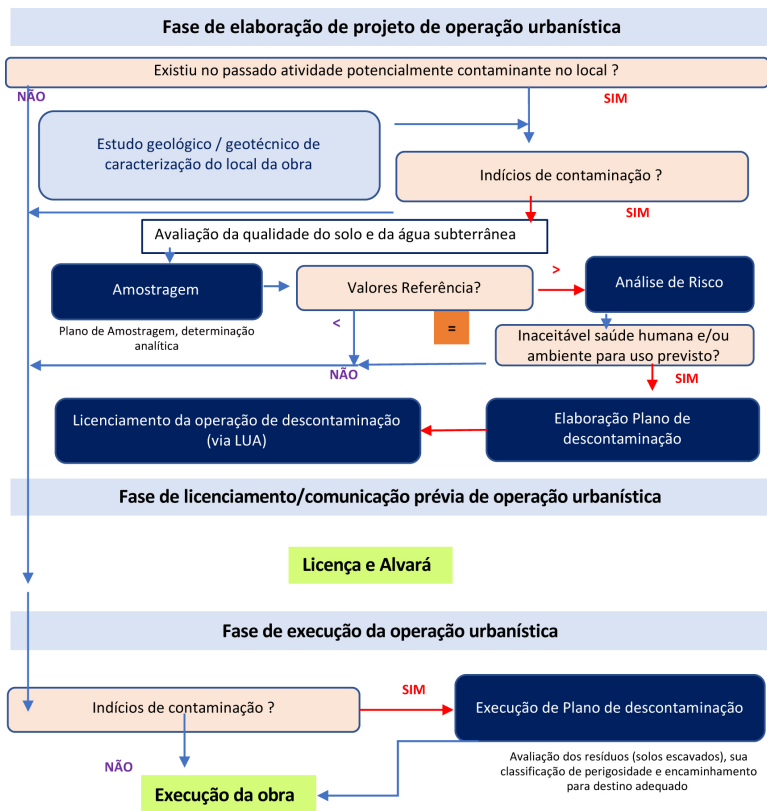 Fase de elaboração de projeto de operação urbanística
Existiu no passado atividade potencialmente contaminante no local ?
NÃO
SIM
Estudo geológico / geotécnico de
caracterização do local da obra
Indícios de contaminação ?
SIM
Avaliação da qualidade do solo e da água subterrânea
Amostragem
Valores Referência?
>
Análise de Risco
Plano de Amostragem, determinação
analítica
<
=
Inaceitável saúde humana e/ou
ambiente para uso previsto?
NÃO
SIM
Licenciamento da operação de descontaminação
(via LUA)
Elaboração Plano de
descontaminação
Fase de licenciamento/comunicação prévia de operação urbanística
Licença e Alvará
Fase de execução da operação urbanística
Indícios de contaminação ?
SIM
Execução de Plano de descontaminação
NÃO
Avaliação dos resíduos (solos escavados), sua
classificação de perigosidade e encaminhamento
para destino adequado
Execução da obra